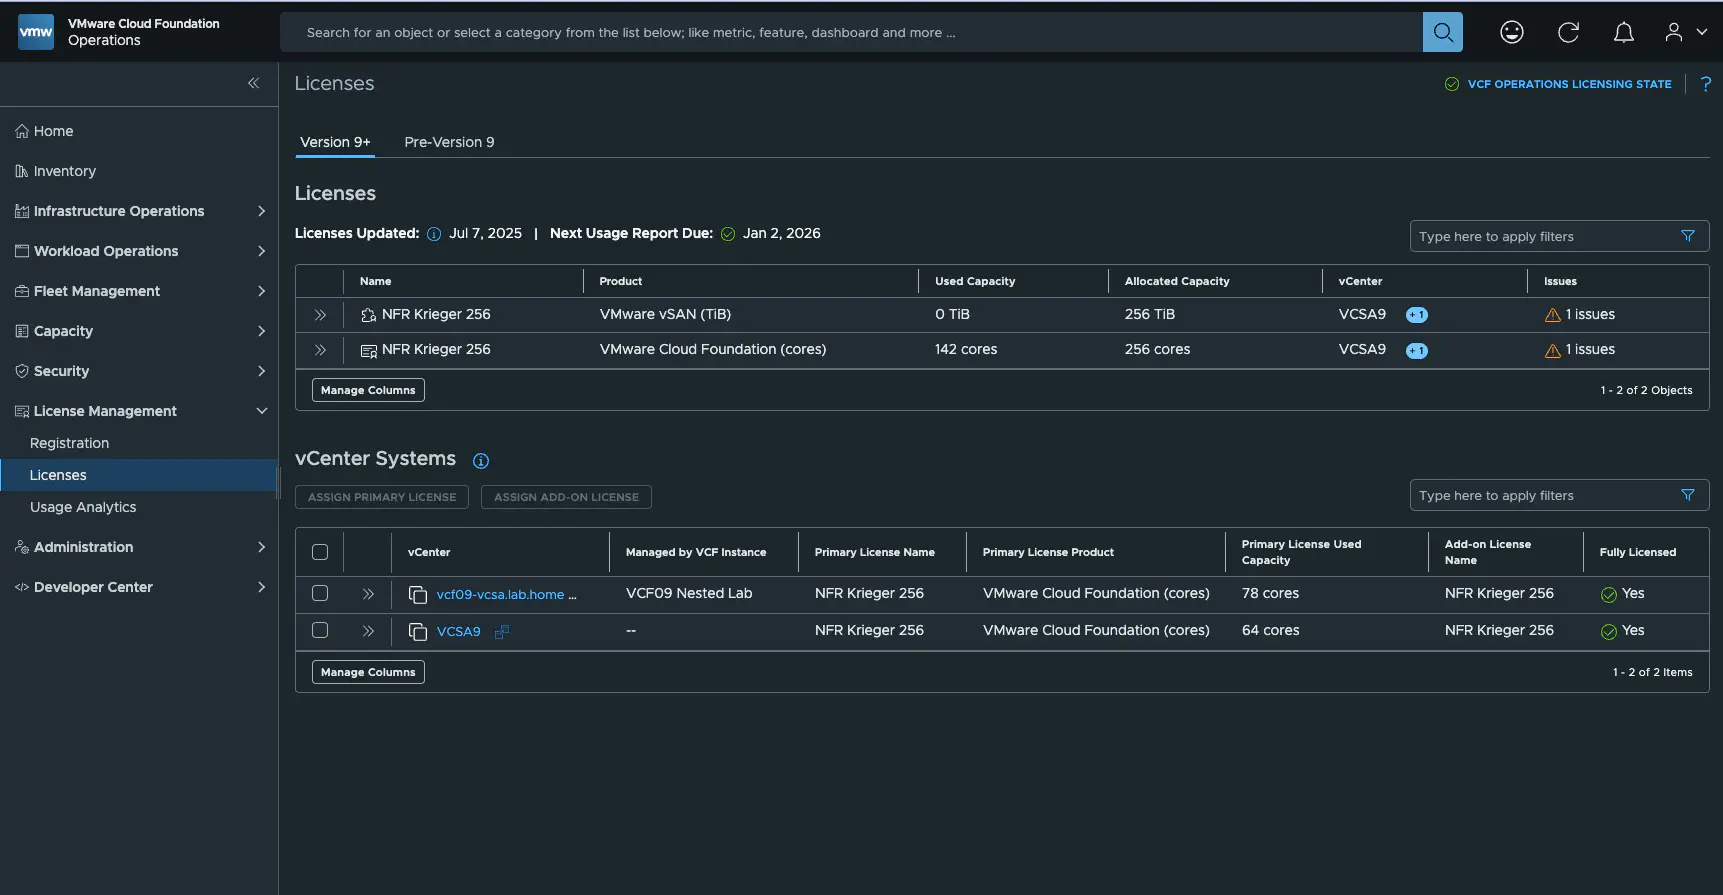 vmw
VMware Cloud Foundation
Operations
Search for an object or select a category from the list below; like metric, feature, dashboard and more ...
Licenses
VCF OPERATIONS LICENSING STATE
?
Home
Inventory
Infrastructure Operations
Workload Operations
Fleet Management
Capacity
Security
License Management
Registration
Licenses
Usage Analytics
Administration
Developer Center
Version 9+ Pre-Version 9
Licenses
Licenses Updated: Jul 7, 2025 | Next Usage Report Due: Jan 2, 2026
Type here to apply filters
Name Product Used Capacity Allocated Capacity vCenter Issues
NFR Krieger 256 VMware vSAN (TiB) 0 TiB 256 TiB VCSA9 +1 1 issues
NFR Krieger 256 VMware Cloud Foundation (cores) 142 cores 256 cores VCSA9 +1 1 issues
Manage Columns 1 - 2 of 2 Objects
vCenter Systems
ASSIGN PRIMARY LICENSE ASSIGN ADD-ON LICENSE
Type here to apply filters
vCenter Managed by VCF Instance Primary License Name Primary License Product Primary License Used Capacity Add-on License Name Fully Licensed
vcf09-vcsa.lab.home ... VCF09 Nested Lab NFR Krieger 256 VMware Cloud Foundation (cores) 78 cores NFR Krieger 256 Yes
VCSA9 -- NFR Krieger 256 VMware Cloud Foundation (cores) 64 cores NFR Krieger 256 Yes
Manage Columns 1 - 2 of 2 Items